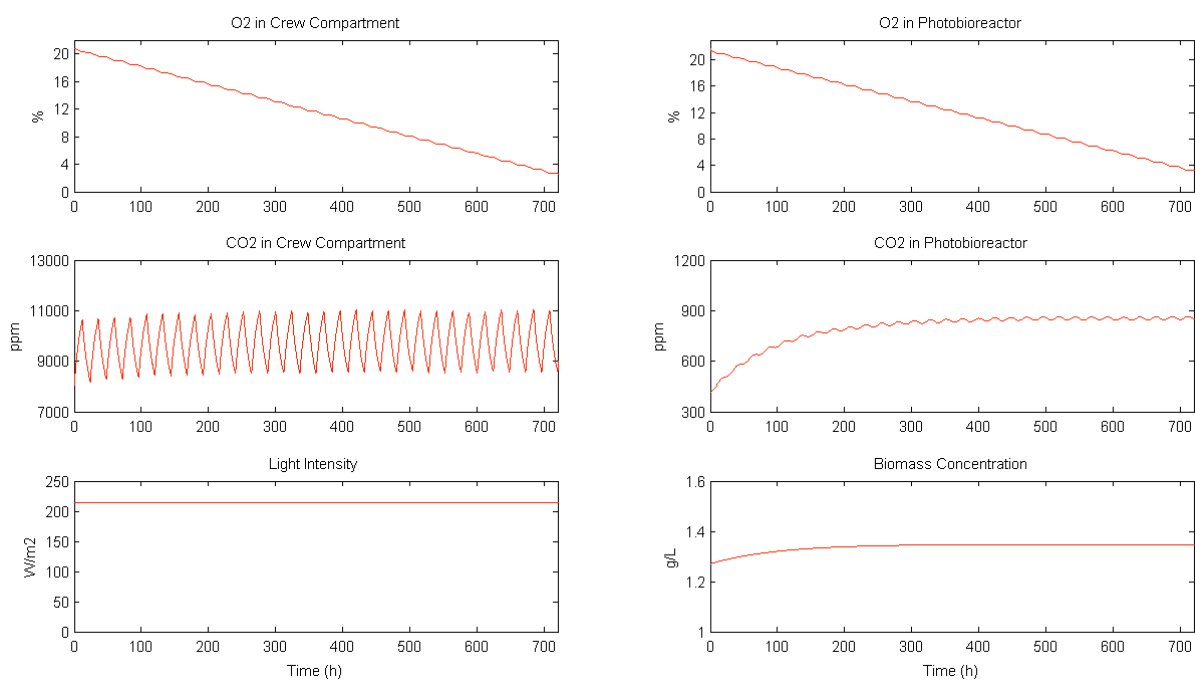 O2 in Crew Compartment
20
16
12
8
4
0
%
0 100 200 300 400 500 600 700
O2 in Photobioreactor
20
16
12
8
4
0
%
0 100 200 300 400 500 600 700
CO2 in Crew Compartment
13000
11000
9000
7000
ppm
0 100 200 300 400 500 600 700
CO2 in Photobioreactor
1200
900
600
300
ppm
0 100 200 300 400 500 600 700
Light Intensity
250
200
150
100
50
0
W/m2
0 100 200 300 400 500 600 700
Time (h)
Biomass Concentration
1.6
1.4
1.2
1
g/L
0 100 200 300 400 500 600 700
Time (h)